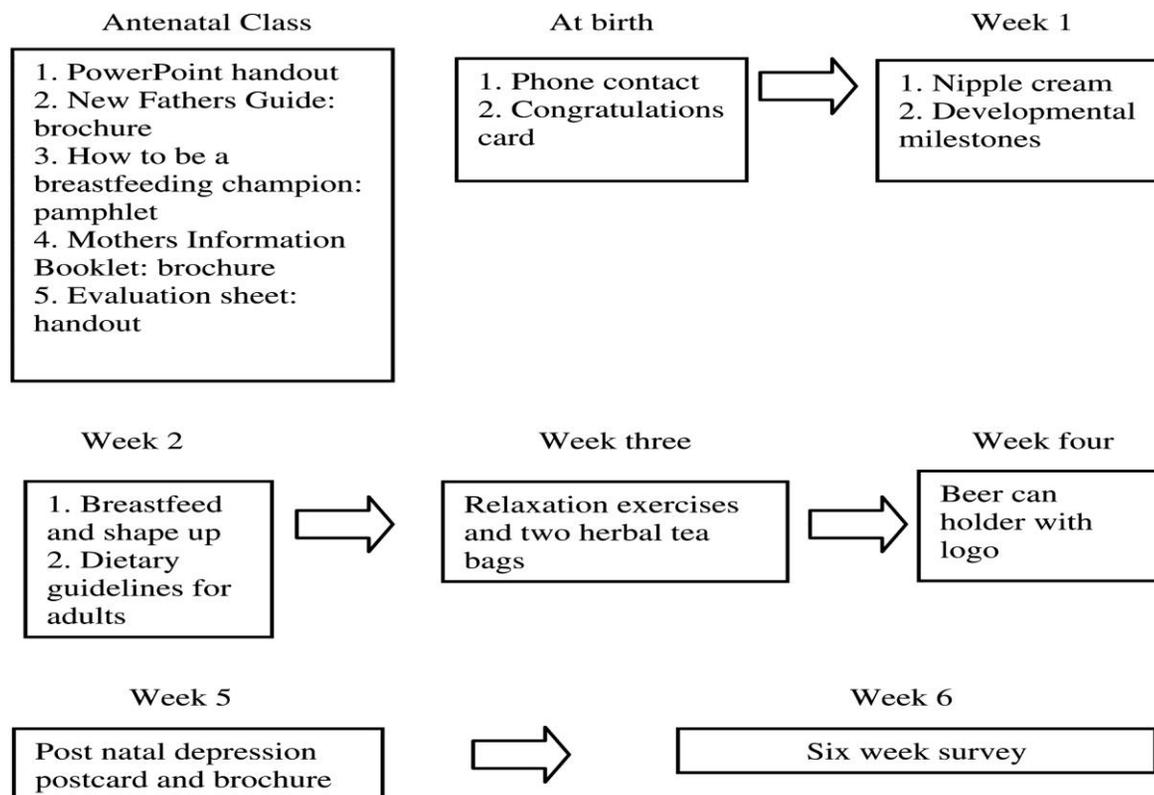 Antenatal Class
1. PowerPoint handout
2. New Fathers Guide:
brochure
3. How to be a
breastfeeding champion:
pamphlet
4. Mothers Information
Booklet: brochure
5. Evaluation sheet:
handout
At birth
1. Phone contact
2. Congratulations
card
Week 1
1. Nipple cream
2. Developmental
milestones
Week 2
1. Breastfeed
and shape up
2. Dietary
guidelines for
adults
Week three
Relaxation exercises
and two herbal tea
bags
Week four
Beer can
holder with
logo
Week 5
Post natal depression
postcard and brochure
Week 6
Six week survey